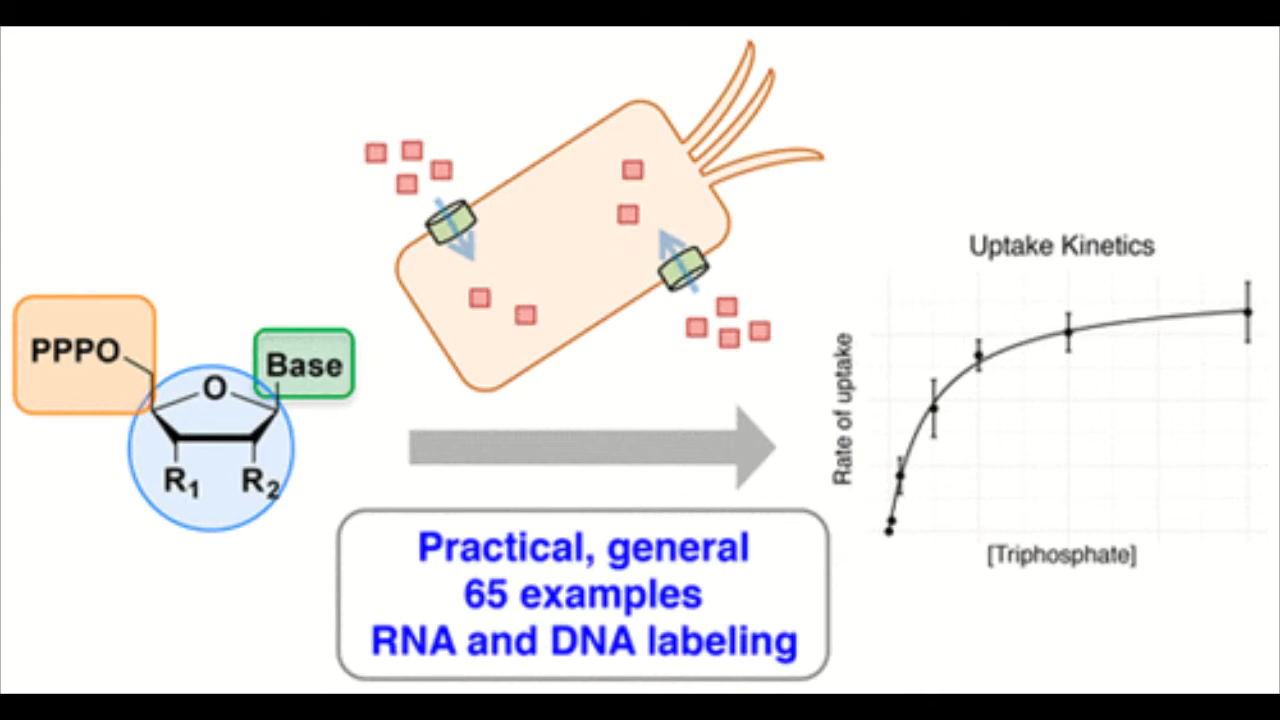 PPPO
Base
O
R₁
R₂
Practical, general
65 examples
RNA and DNA labeling
Uptake Kinetics
Rate of uptake
[Triphosphate]